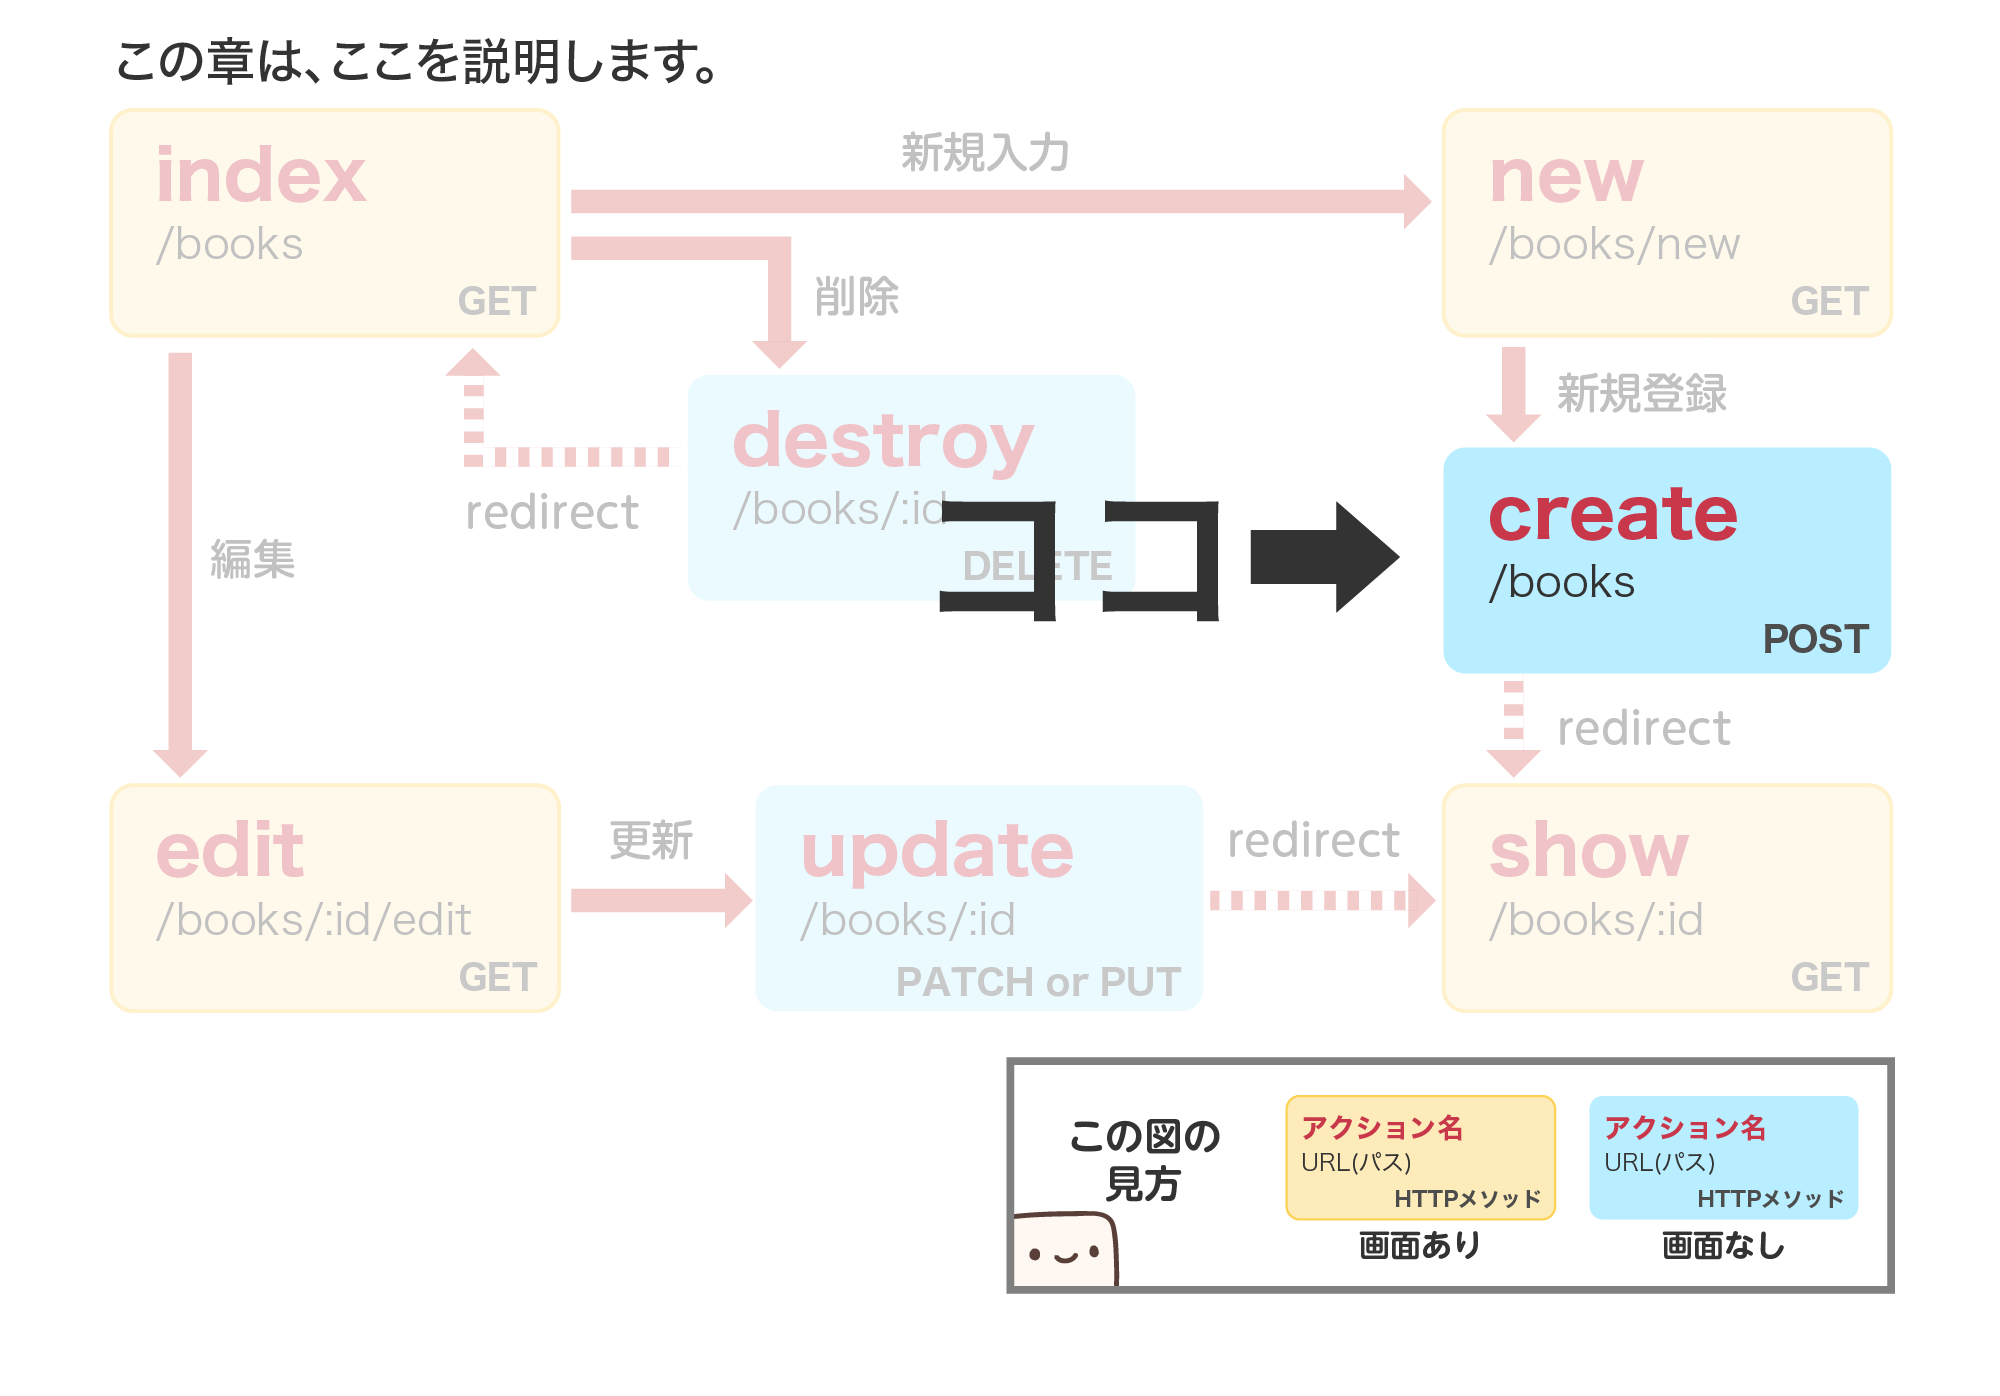 この章は、ここを説明します。
index
/books
GET
新規入力
new
/books/new
GET
削除
新規登録
destroy
/books/:id
DELETE
redirect
編集
ココ
create
/books
POST
redirect
edit
/books/:id/edit
GET
更新
update
/books/:id
PATCH or PUT
redirect
show
/books/:id
GET
この図の
見方
アクション名
URL(パス)
HTTPメソッド
画面あり
アクション名
URL(パス)
HTTPメソッド
画面なし